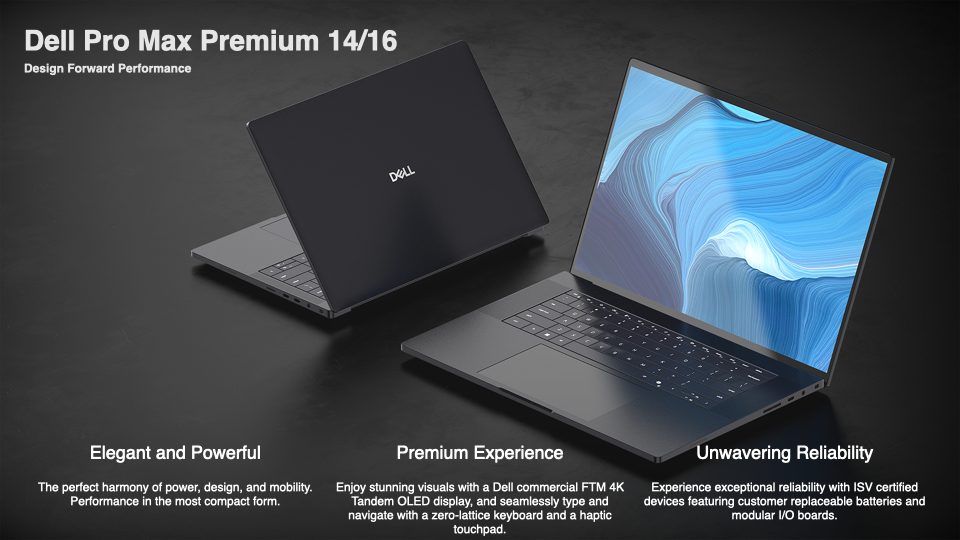 Dell Pro Max Premium 14/16
Design Forward Performance
DELL
Elegant and Powerful
The perfect harmony of power, design, and mobility.
Performance in the most compact form.
Premium Experience
Enjoy stunning visuals with a Dell commercial FTM 4K
Tandem OLED display, and seamlessly type and
navigate with a zero-lattice keyboard and a haptic
touchpad.
Unwavering Reliability
Experience exceptional reliability with ISV certified
devices featuring customer replaceable batteries and
modular I/O boards.